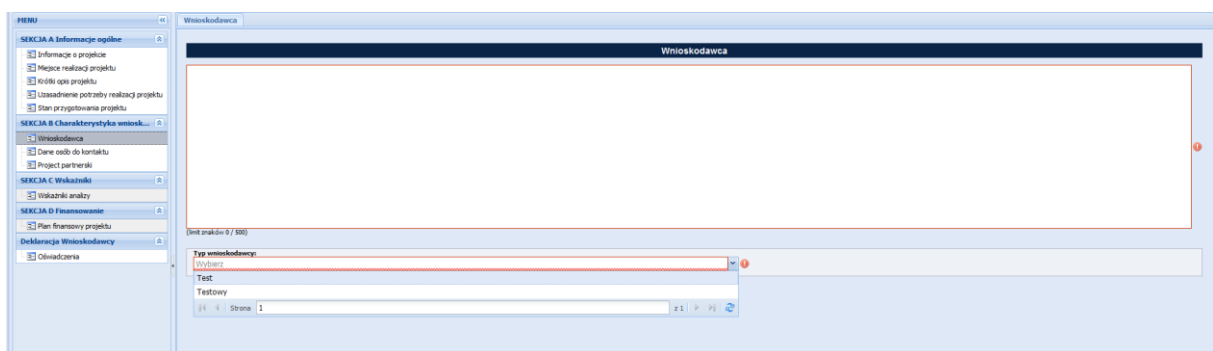 MENU
SEKCJA A Informacje ogólne
Informacje o projekcie
Miejsce realizacji projektu
Krótki opis projektu
Uzasadnienie potrzeby realizacji projektu
Stan przygotowania projektu
SEKCJA B Charakterystyka wniosk...
Wnioskodawca
Dane osób do kontaktu
Project partnerski
SEKCJA C Wskaźniki
Wskaźniki analizy
SEKCJA D Finansowanie
Plan finansowy projektu
Deklaracja Wnioskodawcy
Oświadczenia
Wnioskodawca
Wnioskodawca
(limit znaków 0 / 500)
Typ wnioskodawcy:
Wybierz
Test
Testowy
Strona 1 z 1